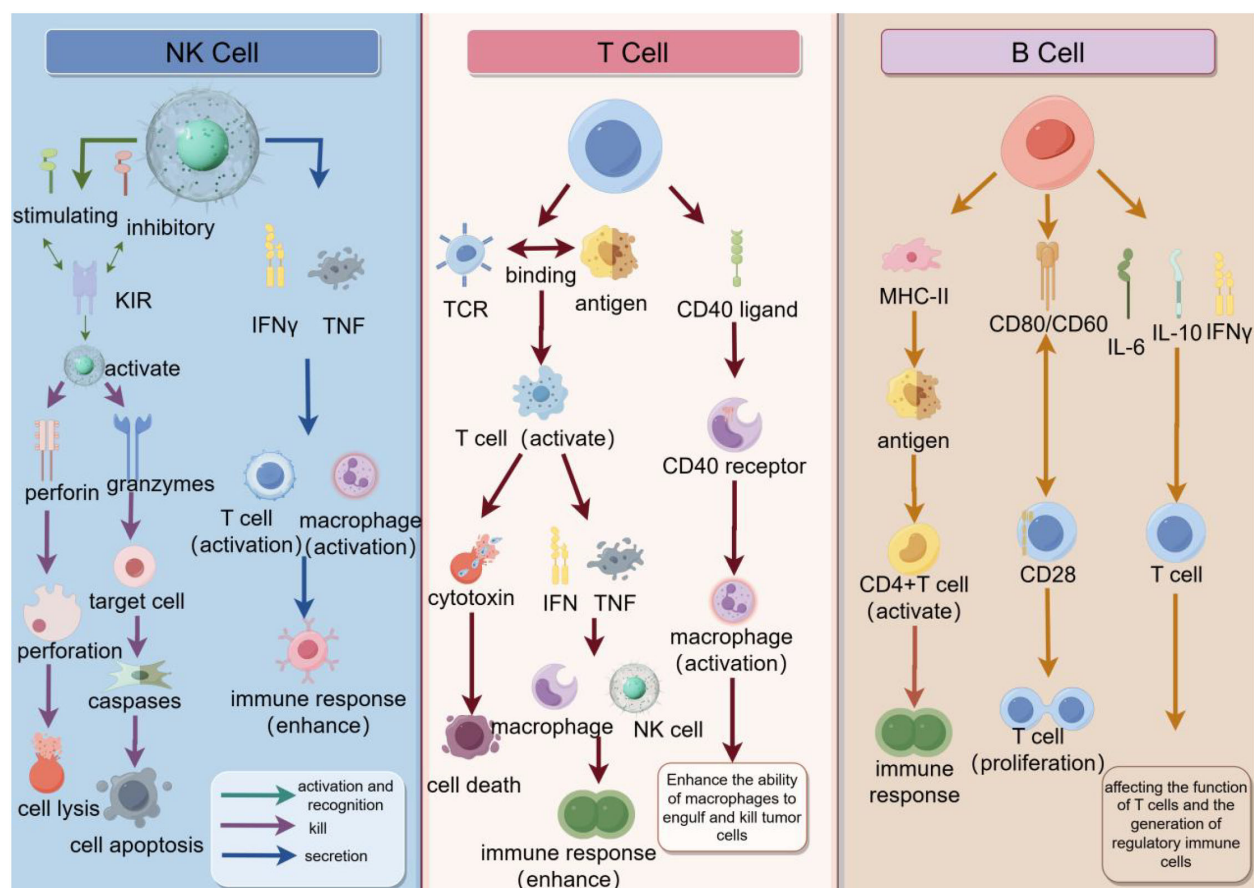 NK Cell
stimulating
inhibitory
KIR
activate
perforin
granzymes
perforation
target cell
caspases
cell lysis
cell apoptosis
IFNγ
TNF
T cell
(activation)
macrophage
(activation)
immune response
(enhance)
activation and
recognition
kill
secretion
T Cell
TCR
binding
antigen
CD40 ligand
T cell (activate)
CD40 receptor
cytotoxin
IFN
TNF
macrophage
(activation)
macrophage
NK cell
cell death
immune response
(enhance)
Enhance the ability
of macrophages to
engulf and kill tumor
cells
B Cell
MHC-II
CD80/CD60
IL-6
IL-10
IFNγ
antigen
CD4+T cell
(activate)
CD28
T cell
immune
response
T cell
(proliferation)
affecting the function
of T cells and the
generation of
regulatory immune
cells